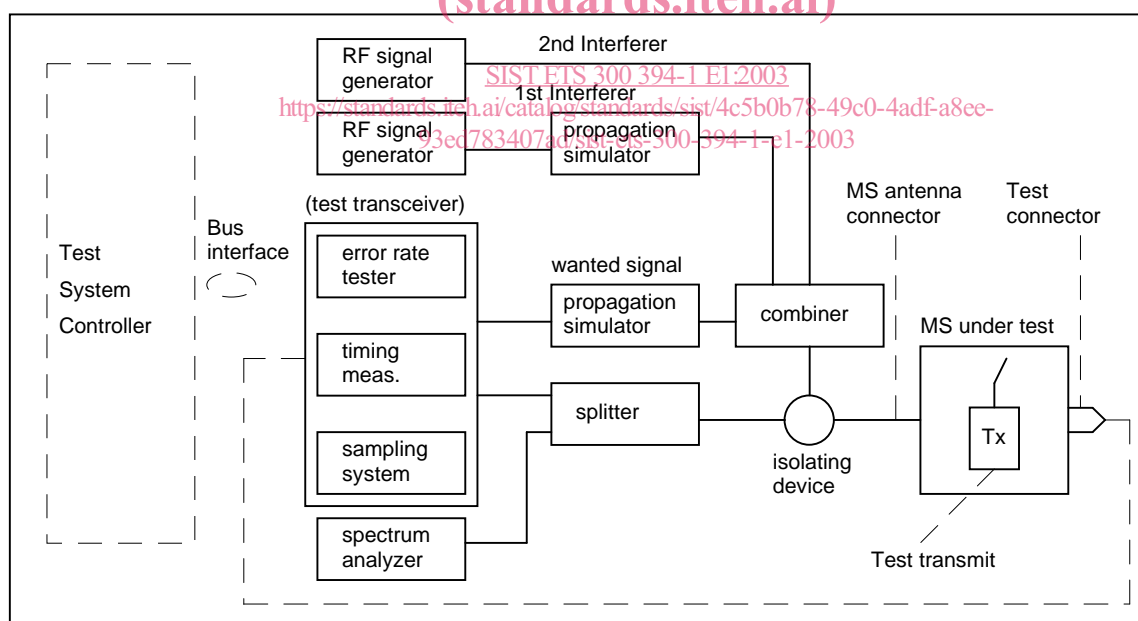 (standards.iteh.ai)
RF signal
generator
2nd Interferer
SIST ETS 300 394-1 E1:2003
https://standards.iteh.ai/catalog/standards/sist/4c5b0b78-49c0-4adf-a8ee-
93ed783407ad/sist-ets-300-394-1-e1-2003
1st Interferer
RF signal
generator
propagation
simulator
MS antenna
connector
Test
connector
(test transceiver)
Bus
interface
Test
System
Controller
error rate
tester
wanted signal
propagation
simulator
combiner
MS under test
timing
meas.
splitter
Tx
sampling
system
isolating
device
spectrum
analyzer
Test transmit